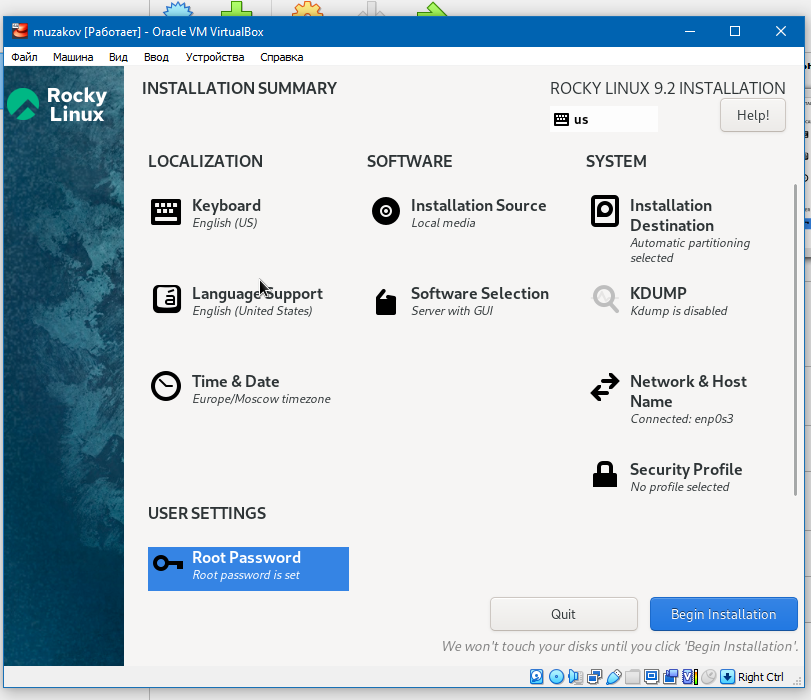 muzakov [Работает] - Oracle VM VirtualBox
Файл Машина Вид Ввод Устройства Справка
Rocky
Linux
INSTALLATION SUMMARY
ROCKY LINUX 9.2 INSTALLATION
us
Help!
LOCALIZATION
Keyboard
English (US)
Language Support
English (United States)
Time & Date
Europe/Moscow timezone
SOFTWARE
Installation Source
Local media
Software Selection
Server with GUI
SYSTEM
Installation
Destination
Automatic partitioning
selected
KDUMP
Kdump is disabled
Network & Host
Name
Connected: enp0s3
Security Profile
No profile selected
USER SETTINGS
Root Password
Root password is set
Quit
Begin Installation
We won't touch your disks until you click 'Begin Installation'.
Right Ctrl